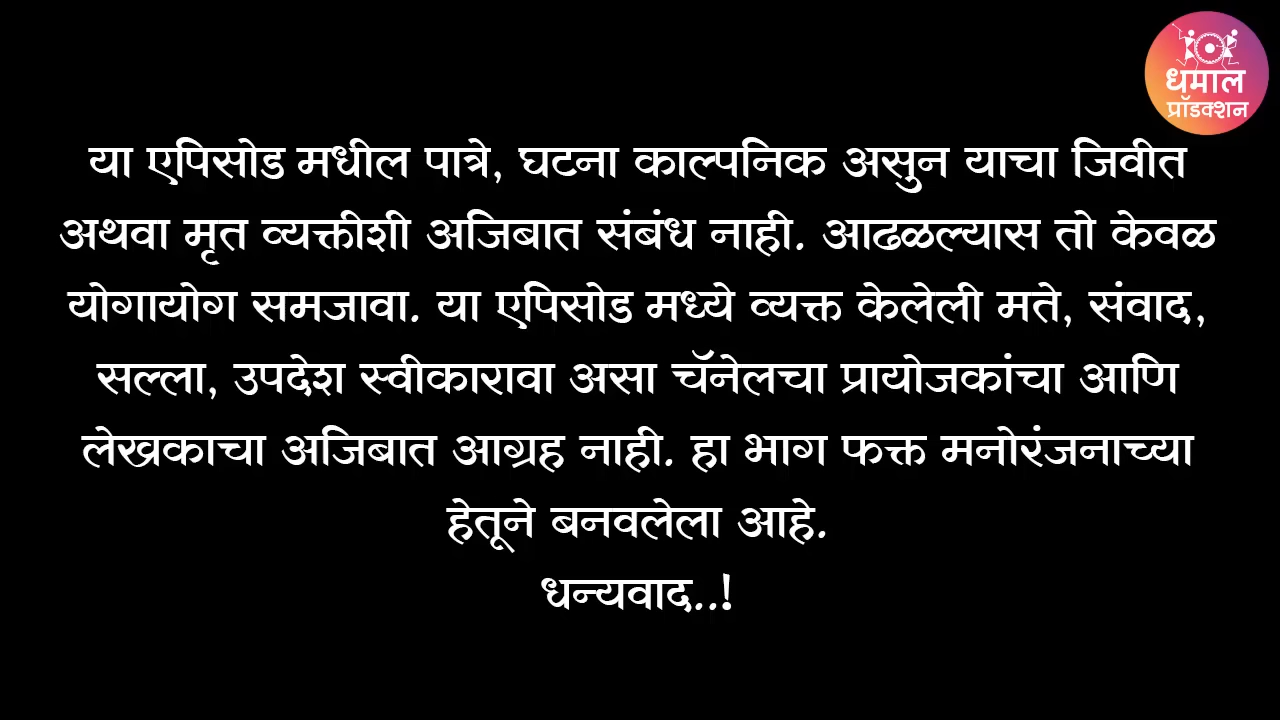 धमाल
प्रॉडक्शन
या एपिसोड मधील पात्रे, घटना काल्पनिक असुन याचा जिवीत
अथवा मृत व्यक्तीशी अजिबात संबंध नाही. आढळल्यास तो केवळ
योगायोग समजावा. या एपिसोड मध्ये व्यक्त केलेली मते, संवाद,
सल्ला, उपदेश स्वीकारावा असा चॅनेलचा प्रायोजकांचा आणि
लेखकाचा अजिबात आग्रह नाही. हा भाग फक्त मनोरंजनाच्या
हेतूने बनवलेला आहे.
धन्यवाद..!